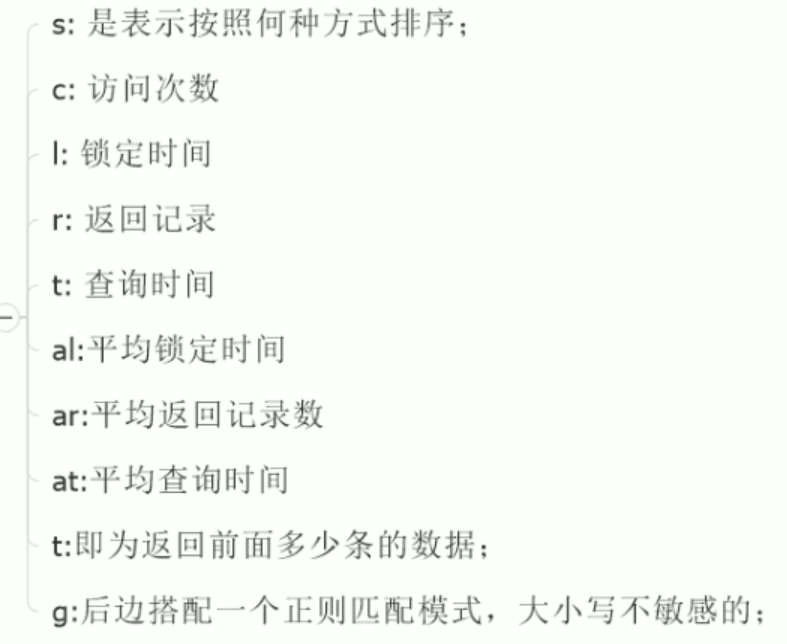 s: 是表示按照何种方式排序；
c: 访问次数
l: 锁定时间
r: 返回记录
t: 查询时间
al:平均锁定时间
ar:平均返回记录数
at:平均查询时间
t:即为返回前面多少条的数据；
g:后边搭配一个正则匹配模式，大小写不敏感的；